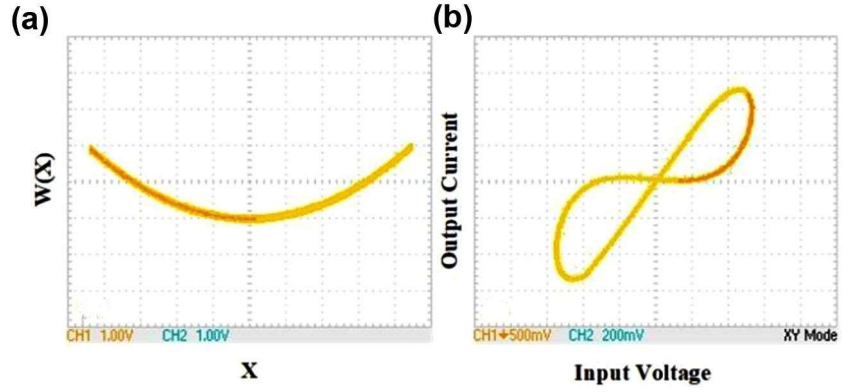 (a)
W(X)
CH1 1.00V CH2 1.00V
X
(b)
Output Current
CH1 500mV CH2 200mV XY Mode
Input Voltage